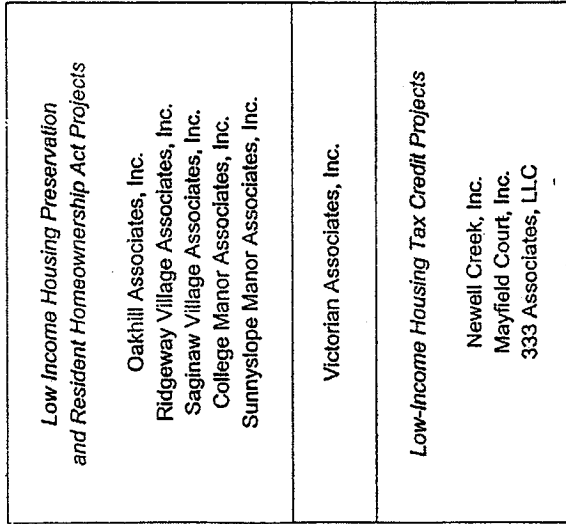 Low Income Housing Preservation
and Resident Homeownership Act Projects
Oakhill Associates, Inc.
Ridgeway Village Associates, Inc.
Saginaw Village Associates, Inc.
College Manor Associates, Inc.
Sunnyslope Manor Associates, Inc.
Victorian Associates, Inc.
Low-Income Housing Tax Credit Projects
Newell Creek, Inc.
Mayfield Court, Inc.
333 Associates, LLC